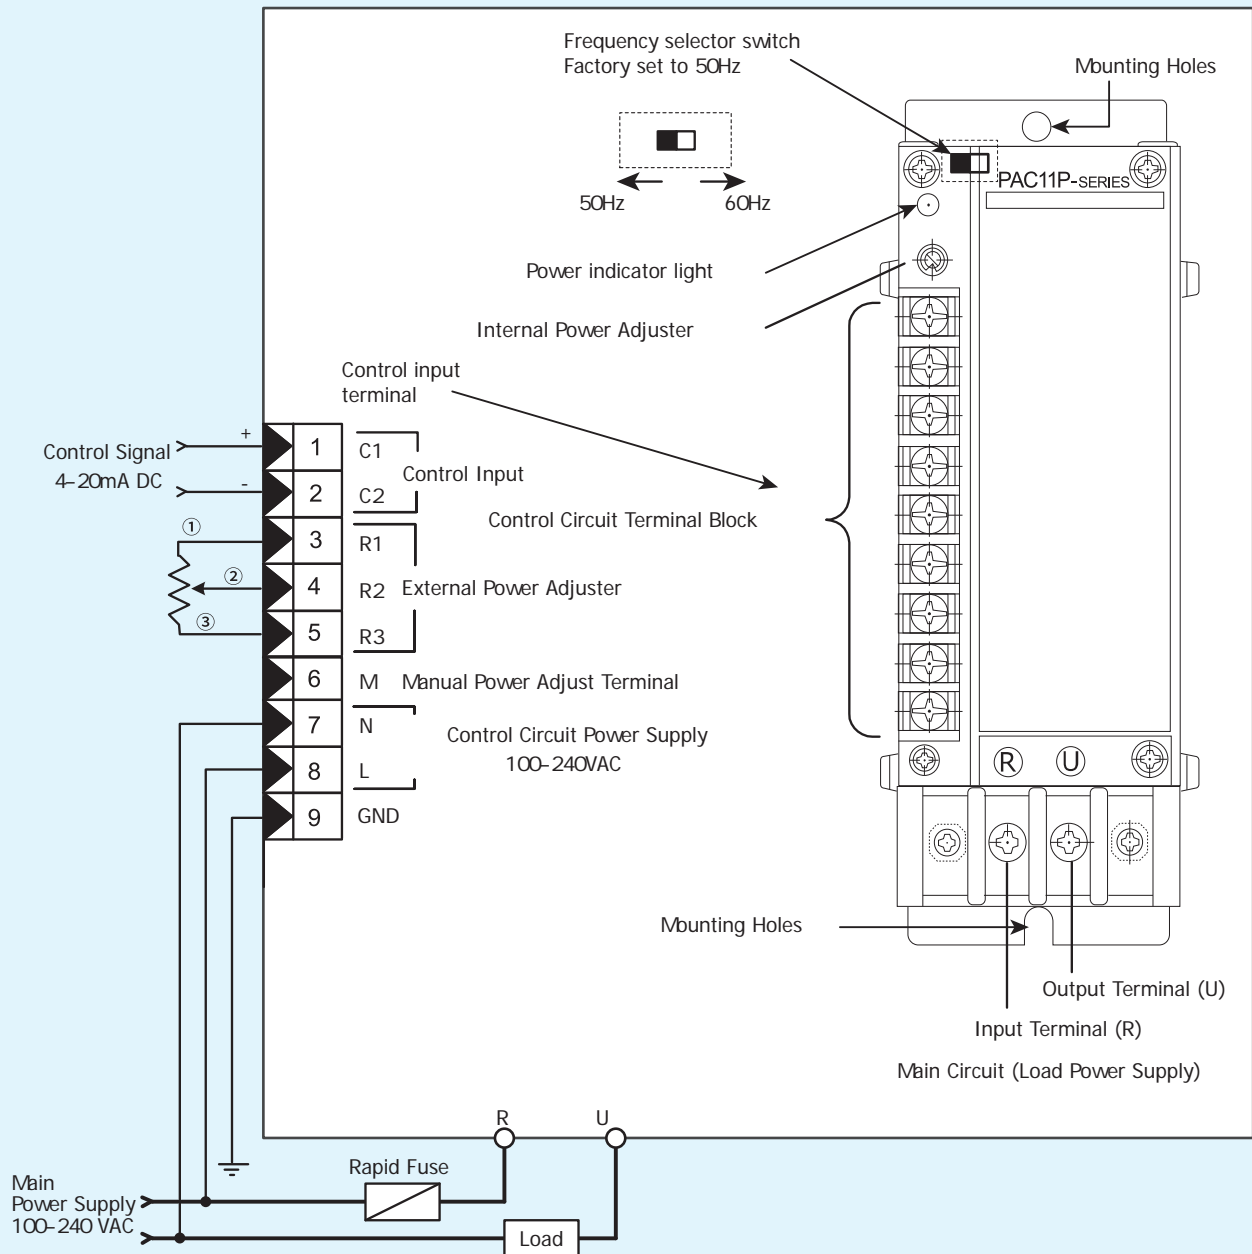 Frequency selector switch
Factory set to 50Hz
Mounting Holes
50Hz
60Hz
PAC11P-SERIES
Power indicator light
Internal Power Adjuster
Control input
terminal
Control Signal
4-20mA DC
+
-
1
C1
2
C2
Control Input
Control Circuit Terminal Block
①
②
③
3
R1
4
R2
External Power Adjuster
5
R3
6
M
Manual Power Adjust Terminal
7
N
Control Circuit Power Supply
100-240VAC
8
L
9
GND
R
U
Mounting Holes
Output Terminal (U)
Input Terminal (R)
Main Circuit (Load Power Supply)
R
U
Rapid Fuse
Main
Power Supply
100-240 VAC
Load